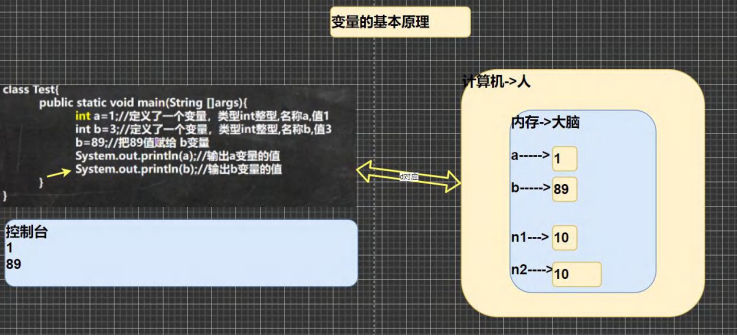 变量的基本原理
class Test{
public static void main(String []args){
int a=1;//定义了一个变量，类型int整型,名称a,值1
int b=3;//定义了一个变量，类型int整型,名称b,值3
b=89;//把89值赋给 b变量
System.out.println(a);//输出a变量的值
System.out.println(b);//输出b变量的值
}
}
控制台
1
89
对应
计算机->人
内存->大脑
a-----> 1
b-----> 89
n1---> 10
n2----> 10